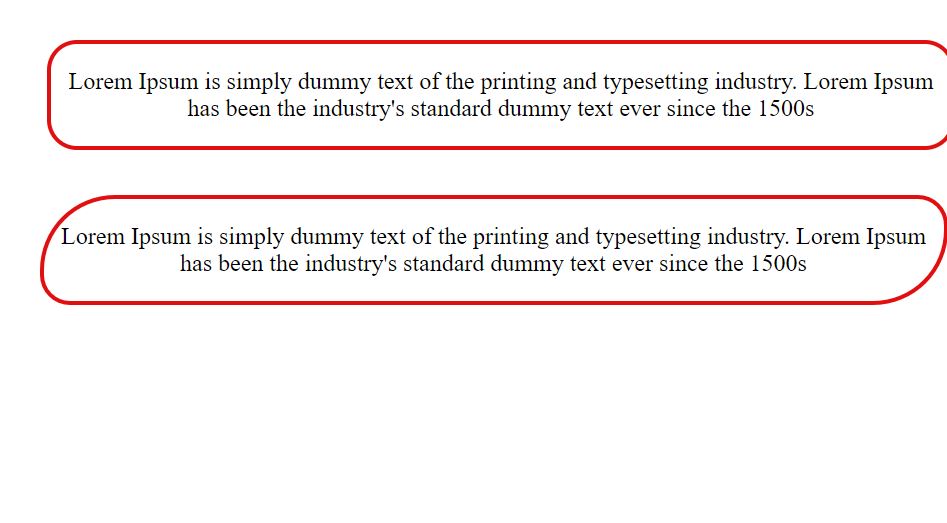 Lorem Ipsum is simply dummy text of the printing and typesetting industry. Lorem Ipsum
has been the industry's standard dummy text ever since the 1500s
Lorem Ipsum is simply dummy text of the printing and typesetting industry. Lorem Ipsum
has been the industry's standard dummy text ever since the 1500s